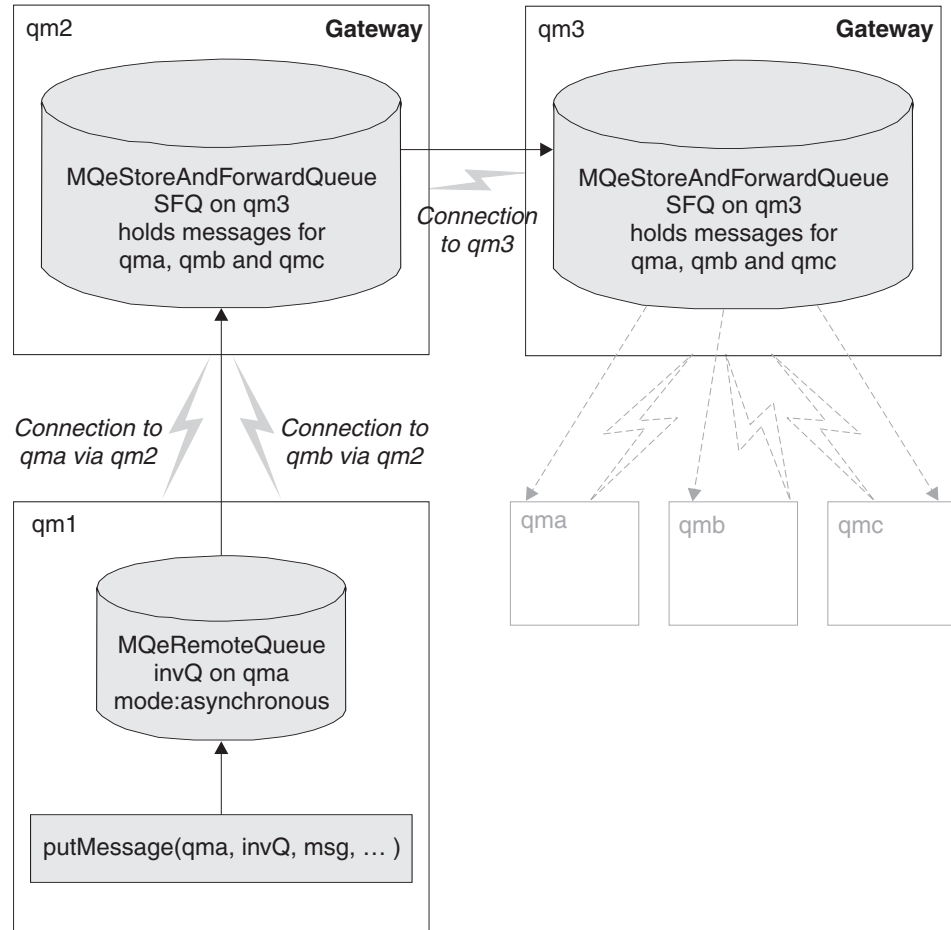 qm2
Gateway
MQeStoreAndForwardQueue
SFQ on qm3
holds messages for
qma, qmb and qmc
Connection
to qm3
qm3
Gateway
MQeStoreAndForwardQueue
SFQ on qm3
holds messages for
qma, qmb and qmc
Connection to
qma via qm2
Connection to
qmb via qm2
qm1
MQeRemoteQueue
invQ on qma
mode:asynchronous
putMessage(qma, invQ, msg, … )
qma
qmb
qmc